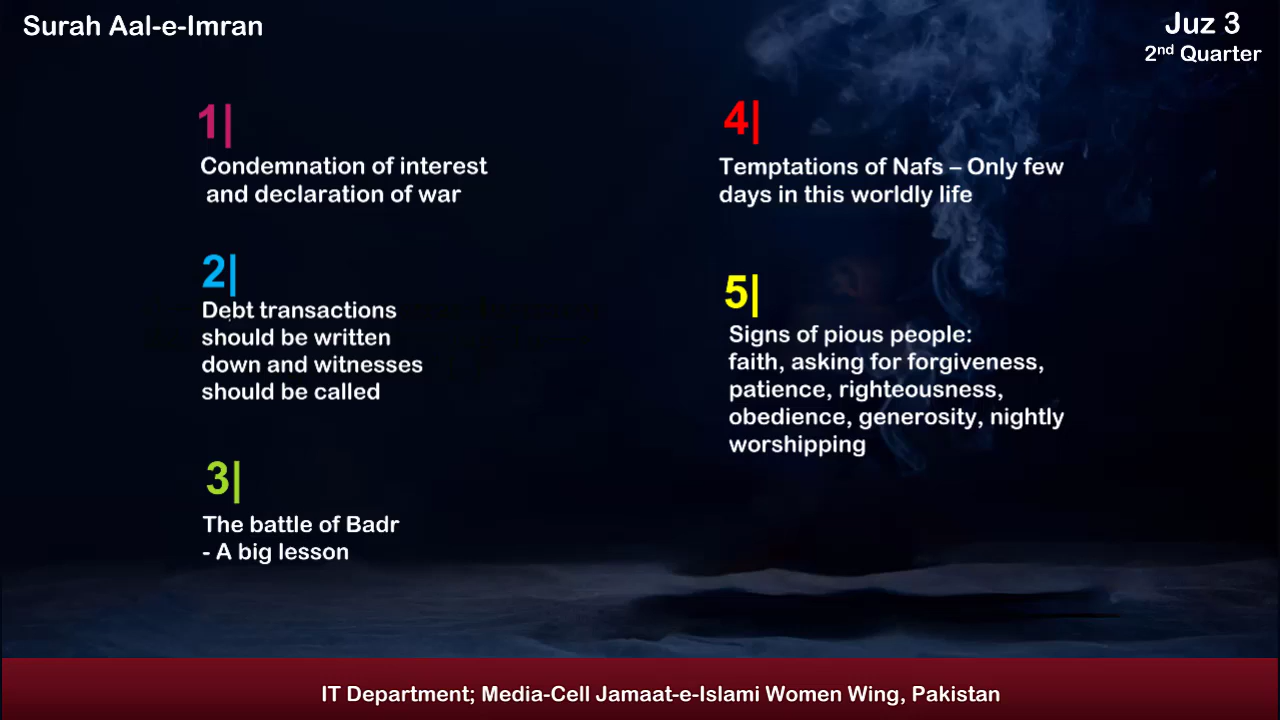 Surah Aal-e-Imran
Juz 3
2nd Quarter
1|
Condemnation of interest
and declaration of war
2|
Debt transactions
should be written
down and witnesses
should be called
3|
The battle of Badr
- A big lesson
4|
Temptations of Nafs – Only few
days in this worldly life
5|
Signs of pious people:
faith, asking for forgiveness,
patience, righteousness,
obedience, generosity, nightly
worshipping
IT Department; Media-Cell Jamaat-e-Islami Women Wing, Pakistan